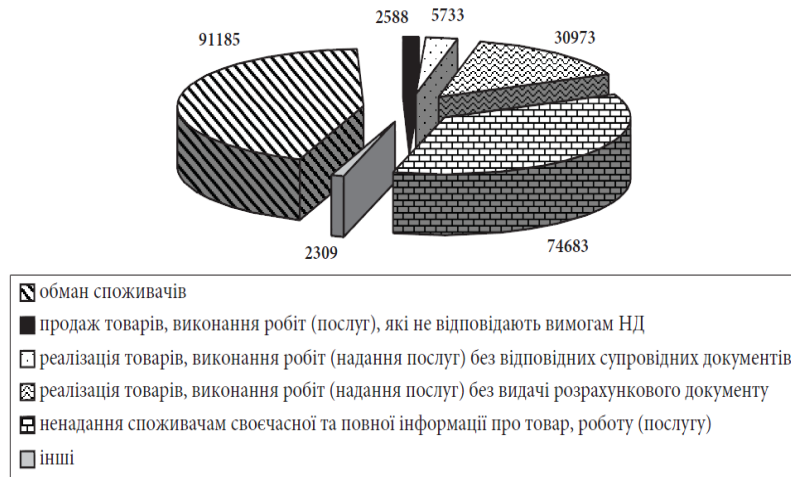 2588
5733
91185
30973
2309
74683
обман споживачів
продаж товарів, виконання робіт (послуг), які не відповідають вимогам НД
реалізація товарів, виконання робіт (надання послуг) без відповідних супровідних документів
реалізація товарів, виконання робіт (надання послуг) без видачі розрахункового документу
ненадання споживачам своєчасної та повної інформації про товар, роботу (послугу)
інші